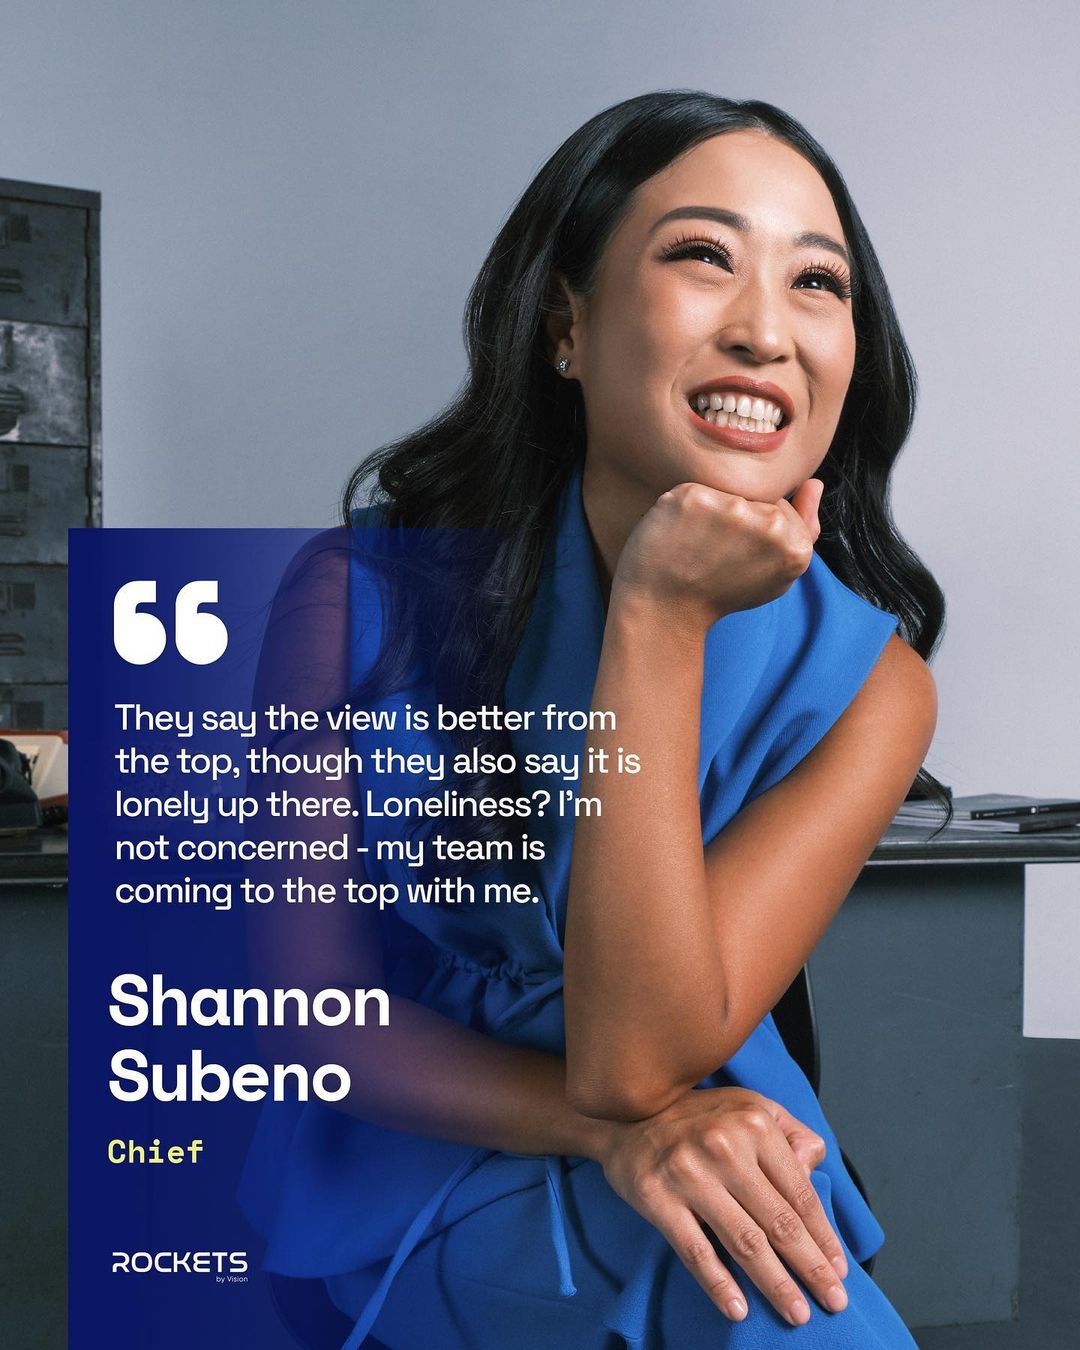 “
They say the view is better from
the top, though they also say it is
lonely up there. Loneliness? I’m
not concerned - my team is
coming to the top with me.
Shannon
Subeno
Chief
ROCKETS
by Vision